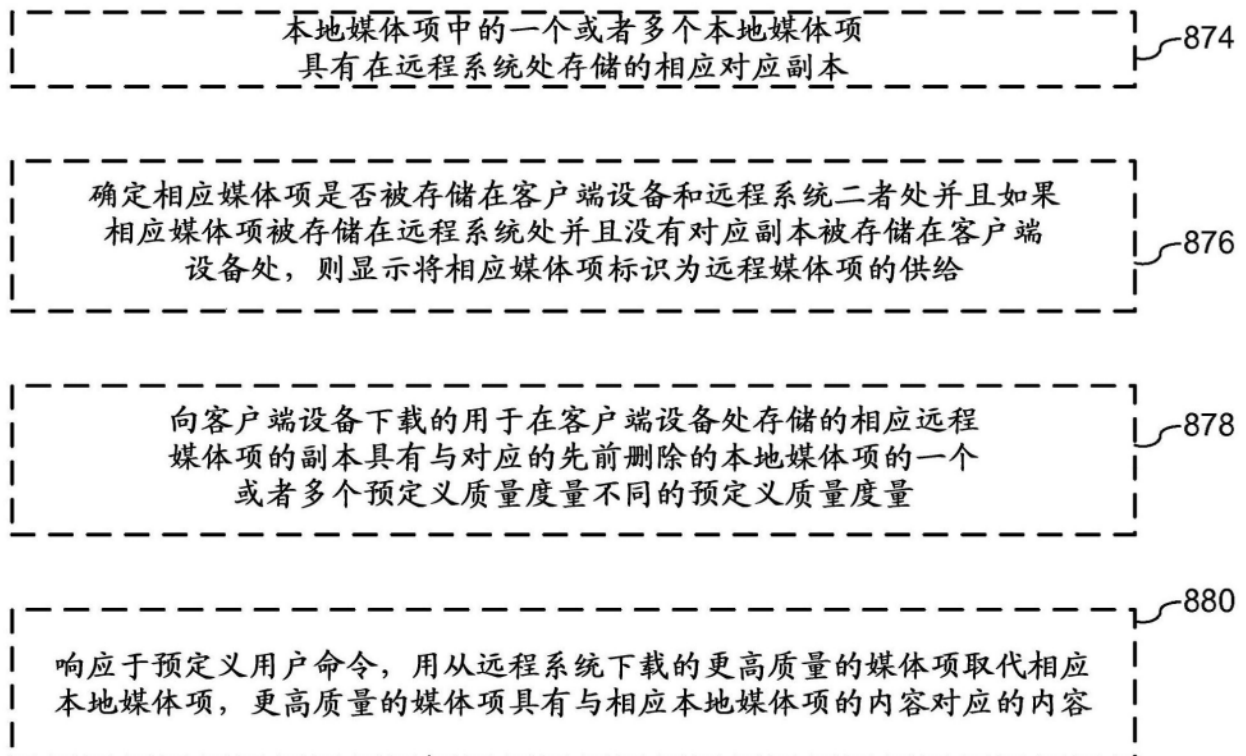 本地媒体项中的一个或者多个本地媒体项
具有在远程系统处存储的相应对应副本
874
确定相应媒体项是否被存储在客户端设备和远程系统二者处并且如果
相应媒体项被存储在远程系统处并且没有对应副本被存储在客户端
设备处，则显示将相应媒体项标识为远程媒体项的供给
876
向客户端设备下载的用于在客户端设备处存储的相应远程
媒体项的副本具有与对应的先前删除的本地媒体项的一个
或者多个预定义质量度量不同的预定义质量度量
878
880
响应于预定义用户命令，用从远程系统下载的更高质量的媒体项取代相应
本地媒体项，更高质量的媒体项具有与相应本地媒体项的内容对应的内容